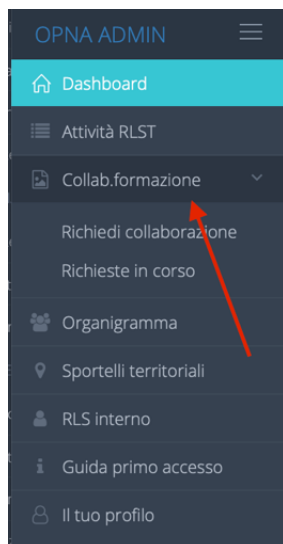 OPNA ADMIN
Dashboard
Attività RLST
Collab.formazione
Richiedi collaborazione
Richieste in corso
Organigramma
Sportelli territoriali
RLS interno
Guida primo accesso
Il tuo profilo